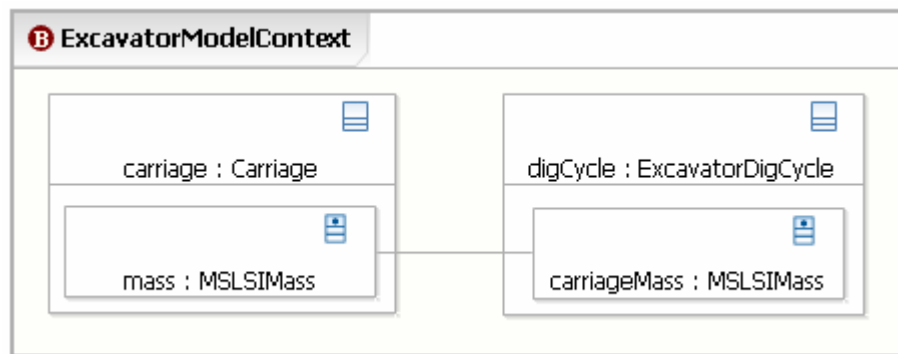 B ExcavatorModelContext
carriage : Carriage
digCycle : ExcavatorDigCycle
mass : MSLSIMass
carriageMass : MSLSIMass